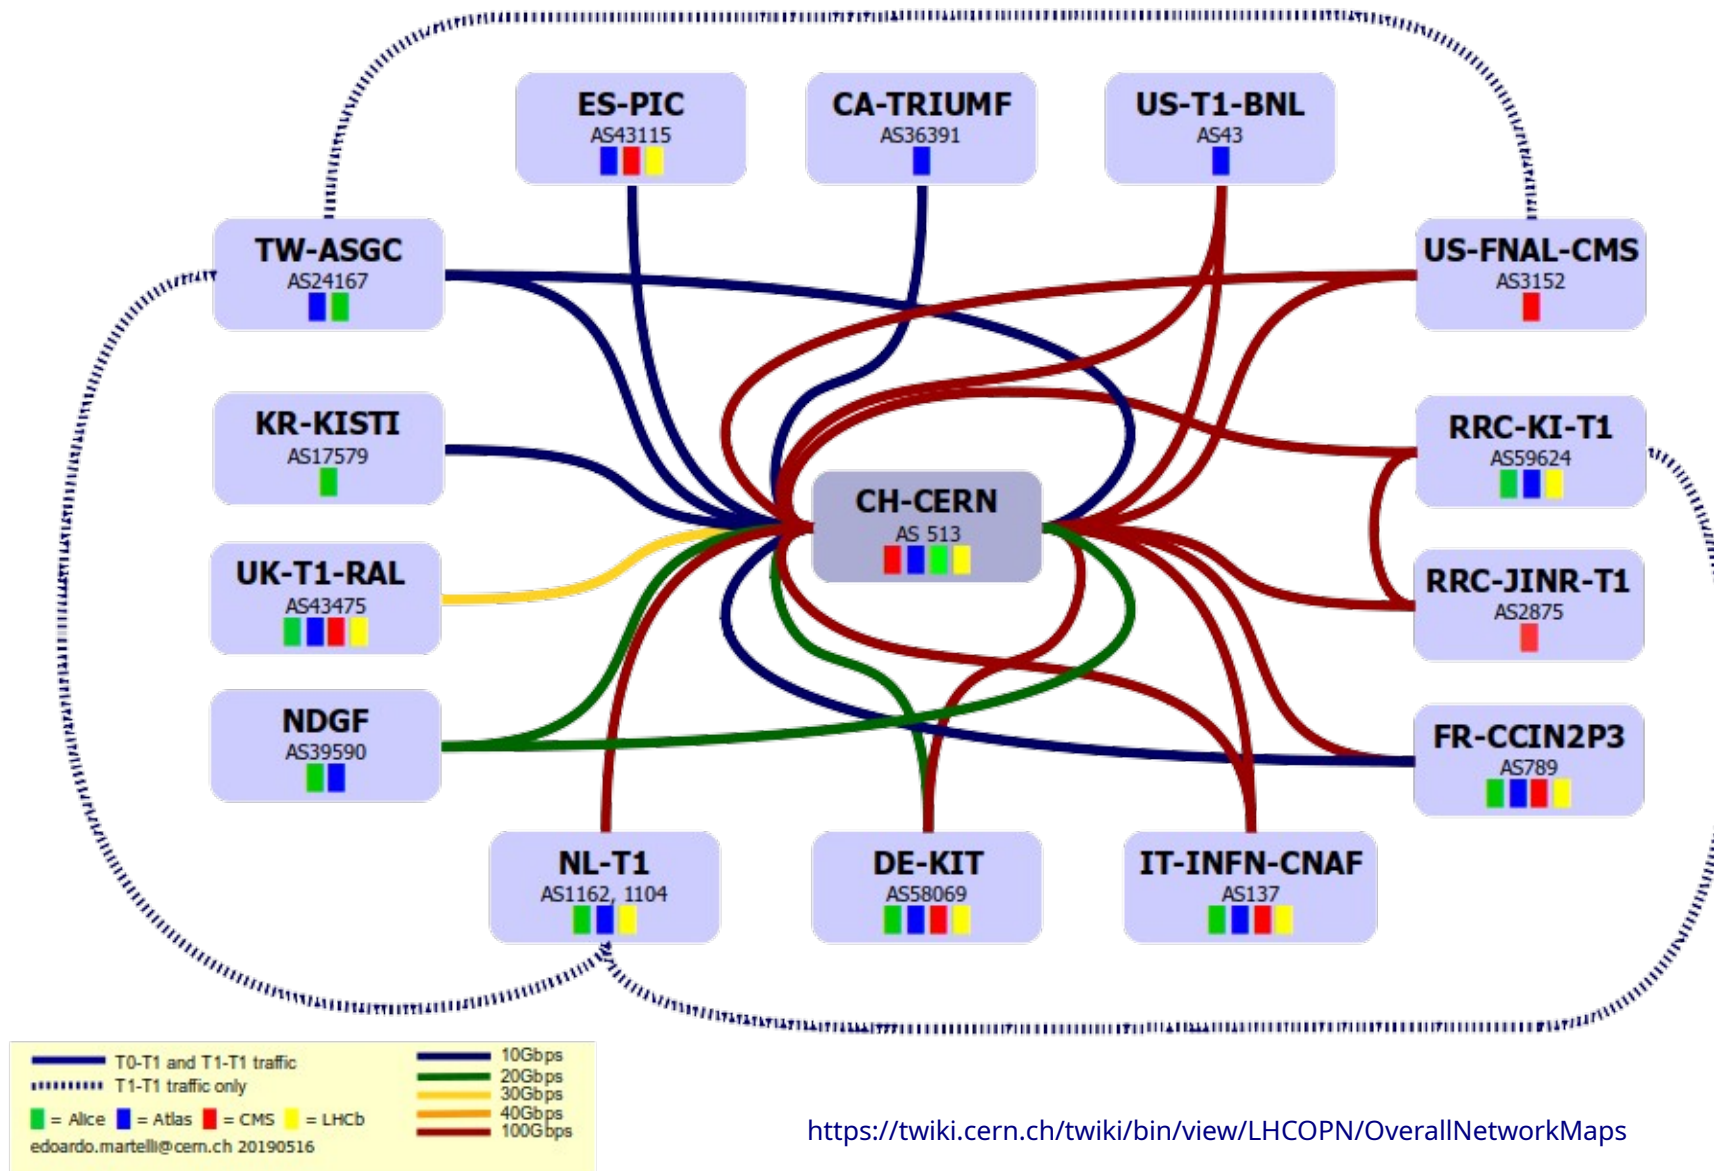 ES-PIC
AS43115
CA-TRIUMF
AS36391
US-T1-BNL
AS43
TW-ASGC
AS24167
US-FNAL-CMS
AS3152
KR-KISTI
AS17579
RRC-KI-T1
AS59624
CH-CERN
AS 513
UK-T1-RAL
AS43475
RRC-JINR-T1
AS2875
NDGF
AS39590
FR-CCIN2P3
AS789
NL-T1
AS1162, 1104
DE-KIT
AS58069
IT-INFN-CNAF
AS137
T0-T1 and T1-T1 traffic
T1-T1 traffic only
= Alice = Atlas = CMS = LHCb
edoardo.martelli@cern.ch 20190516
10Gbps
20Gbps
30Gbps
40Gbps
100Gbps
https://twiki.cern.ch/twiki/bin/view/LHCOPN/OverallNetworkMaps